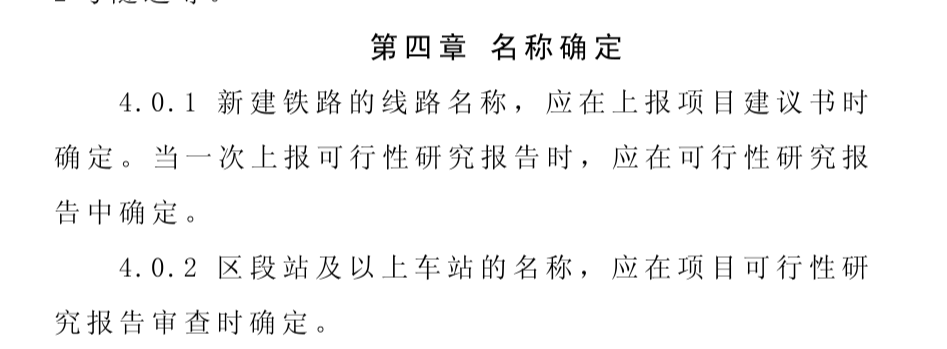 第四章 名称确定
4.0.1 新建铁路的线路名称，应在上报项目建议书时
确定。当一次上报可行性研究报告时，应在可行性研究报
告中确定。
4.0.2 区段站及以上车站的名称，应在项目可行性研
究报告审查时确定。